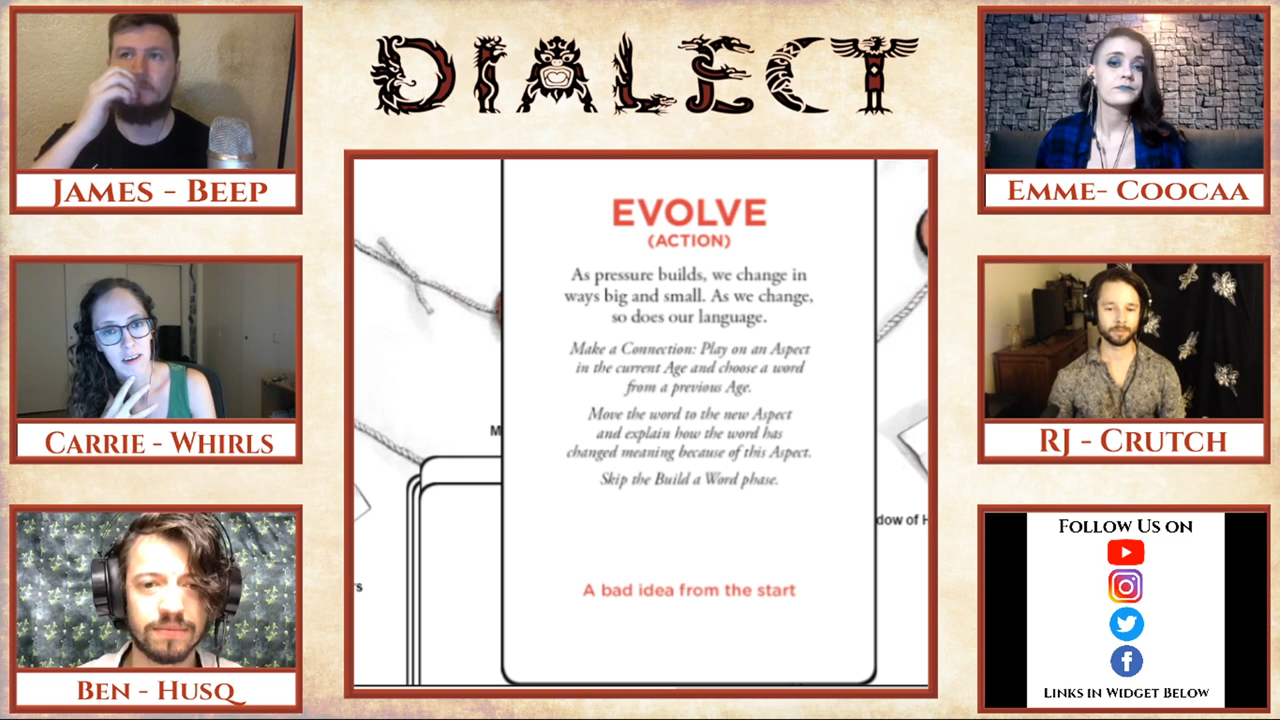 DIALECT
JAMES - BEEP
EMME- COOCAA
CARRIE - WHIRLS
RJ - CRUTCH
BEN - HUSQ
EVOLVE
(ACTION)
As pressure builds, we change in
ways big and small. As we change,
so does our language.
Make a Connection: Play on an Aspect
in the current Age and choose a word
from a previous Age.
Move the word to the new Aspect
and explain how the word has
changed meaning because of this Aspect.
Skip the Build a Word phase.
A bad idea from the start
FOLLOW US ON
LINKS IN WIDGET BELOW